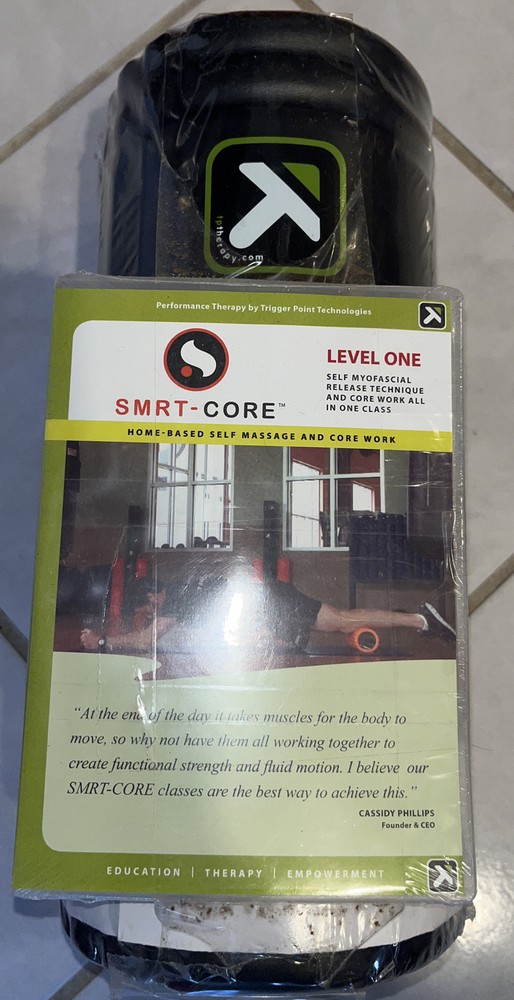 tptherapy.com
Performance Therapy by Trigger Point Technologies
LEVEL ONE
SELF MYOFASCIAL
RELEASE TECHNIQUE
AND CORE WORK ALL
IN ONE CLASS
SMRT-CORE™
HOME-BASED SELF MASSAGE AND CORE WORK
“At the end of the day it takes muscles for the body to
move, so why not have them all working together to
create functional strength and fluid motion. I believe our
SMRT-CORE classes are the best way to achieve this.”
CASSIDY PHILLIPS
Founder & CEO
EDUCATION | THERAPY | EMPOWERMENT